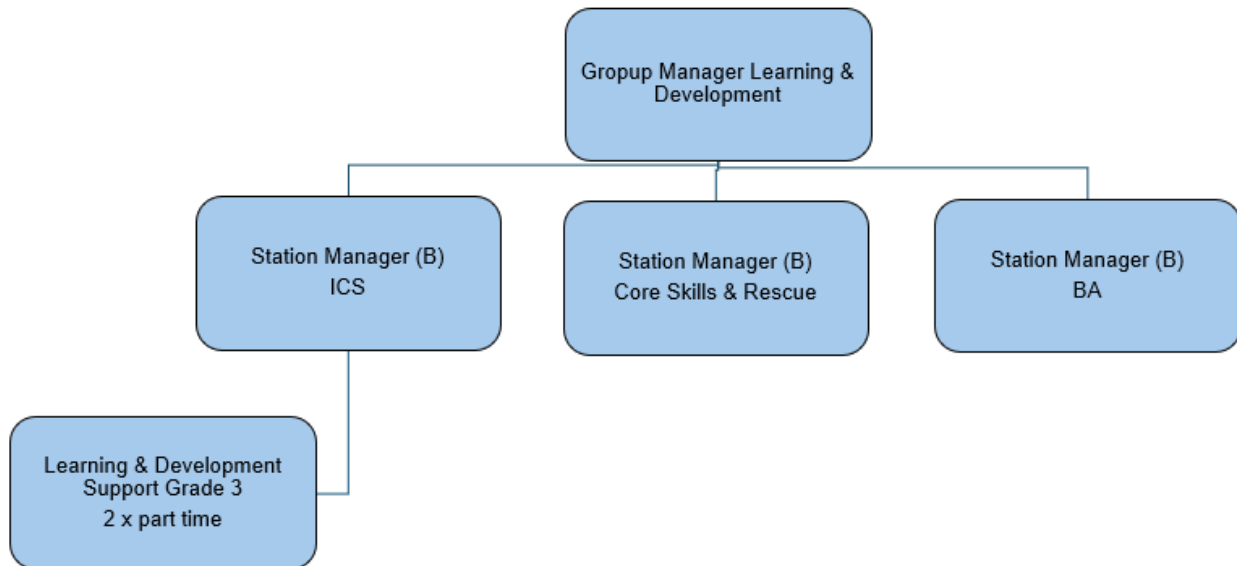 Gropup Manager Learning &
Development
Station Manager (B)
ICS
Station Manager (B)
Core Skills & Rescue
Station Manager (B)
BA
Learning & Development
Support Grade 3
2 x part time